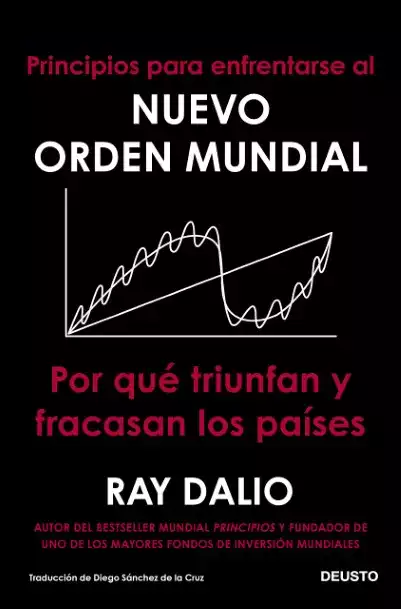 Principios para enfrentarse al
NUEVO
ORDEN MUNDIAL
Por qué triunfan y
fracasan los países
RAY DALIO
AUTOR DEL BESTSELLER MUNDIAL PRINCIPIOS Y FUNDADOR DE
UNO DE LOS MAYORES FONDOS DE INVERSIÓN MUNDIALES
Traducción de Diego Sánchez de la Cruz
DEUSTO